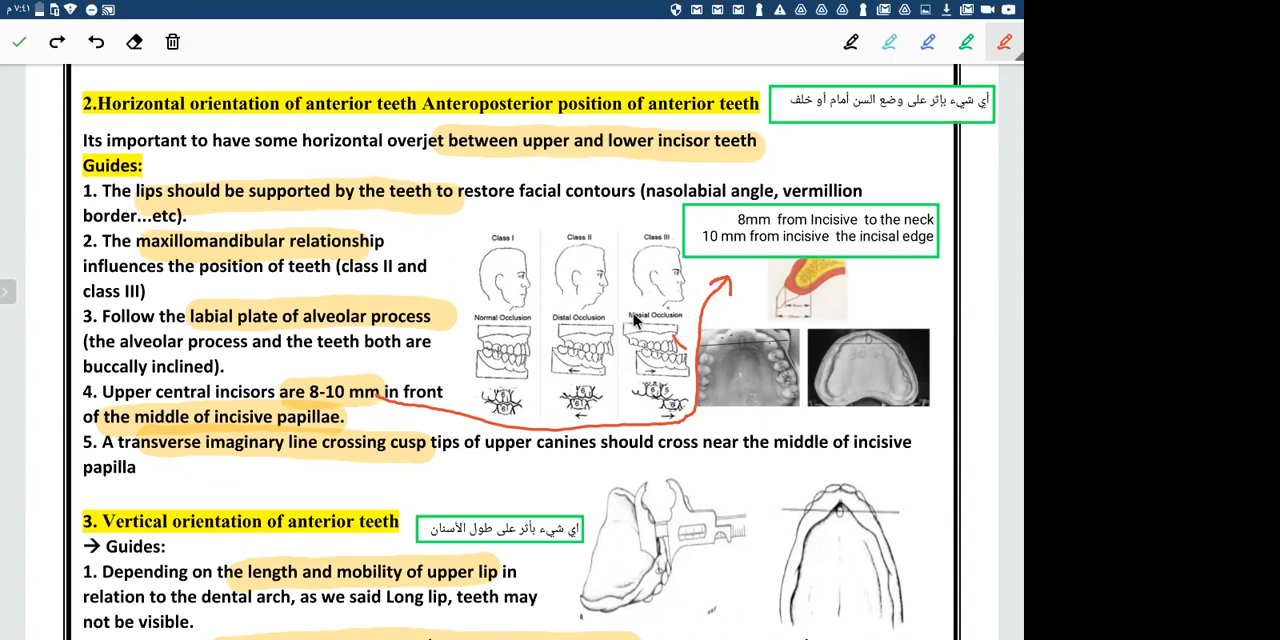 م ٧:٤١
2.Horizontal orientation of anterior teeth Anteroposterior position of anterior teeth
أي شيء بإثر على وضع السن أمام أو خلف
Its important to have some horizontal overjet between upper and lower incisor teeth
Guides:
1. The lips should be supported by the teeth to restore facial contours (nasolabial angle, vermillion
border...etc).
8mm from Incisive to the neck
10 mm from incisive the incisal edge
2. The maxillomandibular relationship
influences the position of teeth (class II and
class III)
3. Follow the labial plate of alveolar process
(the alveolar process and the teeth both are
buccally inclined).
4. Upper central incisors are 8-10 mm in front
of the middle of incisive papillae.
Class I Class II Class III
Normal Occlusion Distal Occlusion Mesial Occlusion
5. A transverse imaginary line crossing cusp tips of upper canines should cross near the middle of incisive
papilla
3. Vertical orientation of anterior teeth
اي شيء بأثر على طول الأسنان
→ Guides:
1. Depending on the length and mobility of upper lip in
relation to the dental arch, as we said Long lip, teeth may
not be visible.